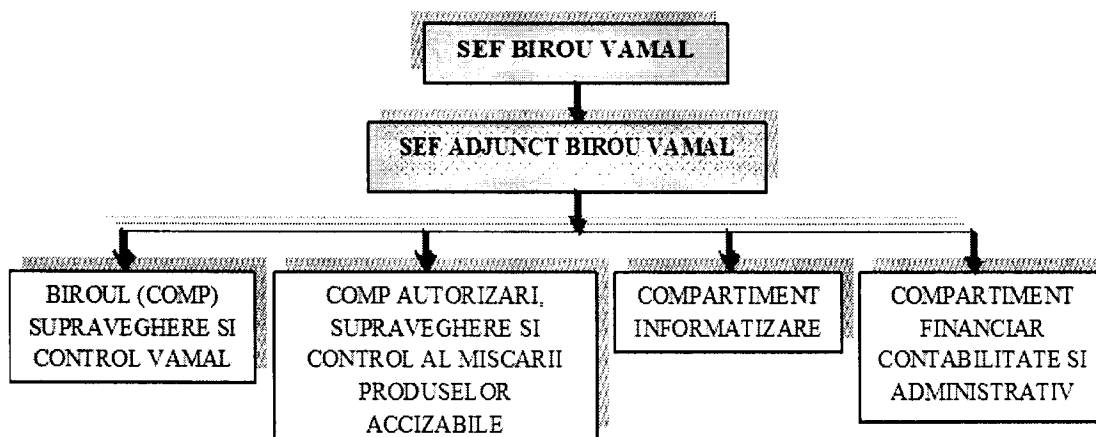 SEF BIROU VAMAL
SEF ADJUNCT BIROU VAMAL
BIROUL (COMP)
SUPRAVEGHERE SI
CONTROL VAMAL
COMP AUTORIZARI,
SUPRAVEGHERE SI
CONTROL AL MISCARII
PRODUSELOR
ACCIZABILE
COMPARTIMENT
INFORMATIZARE
COMPARTIMENT
FINANCIAR
CONTABILITATE SI
ADMINISTRATIV